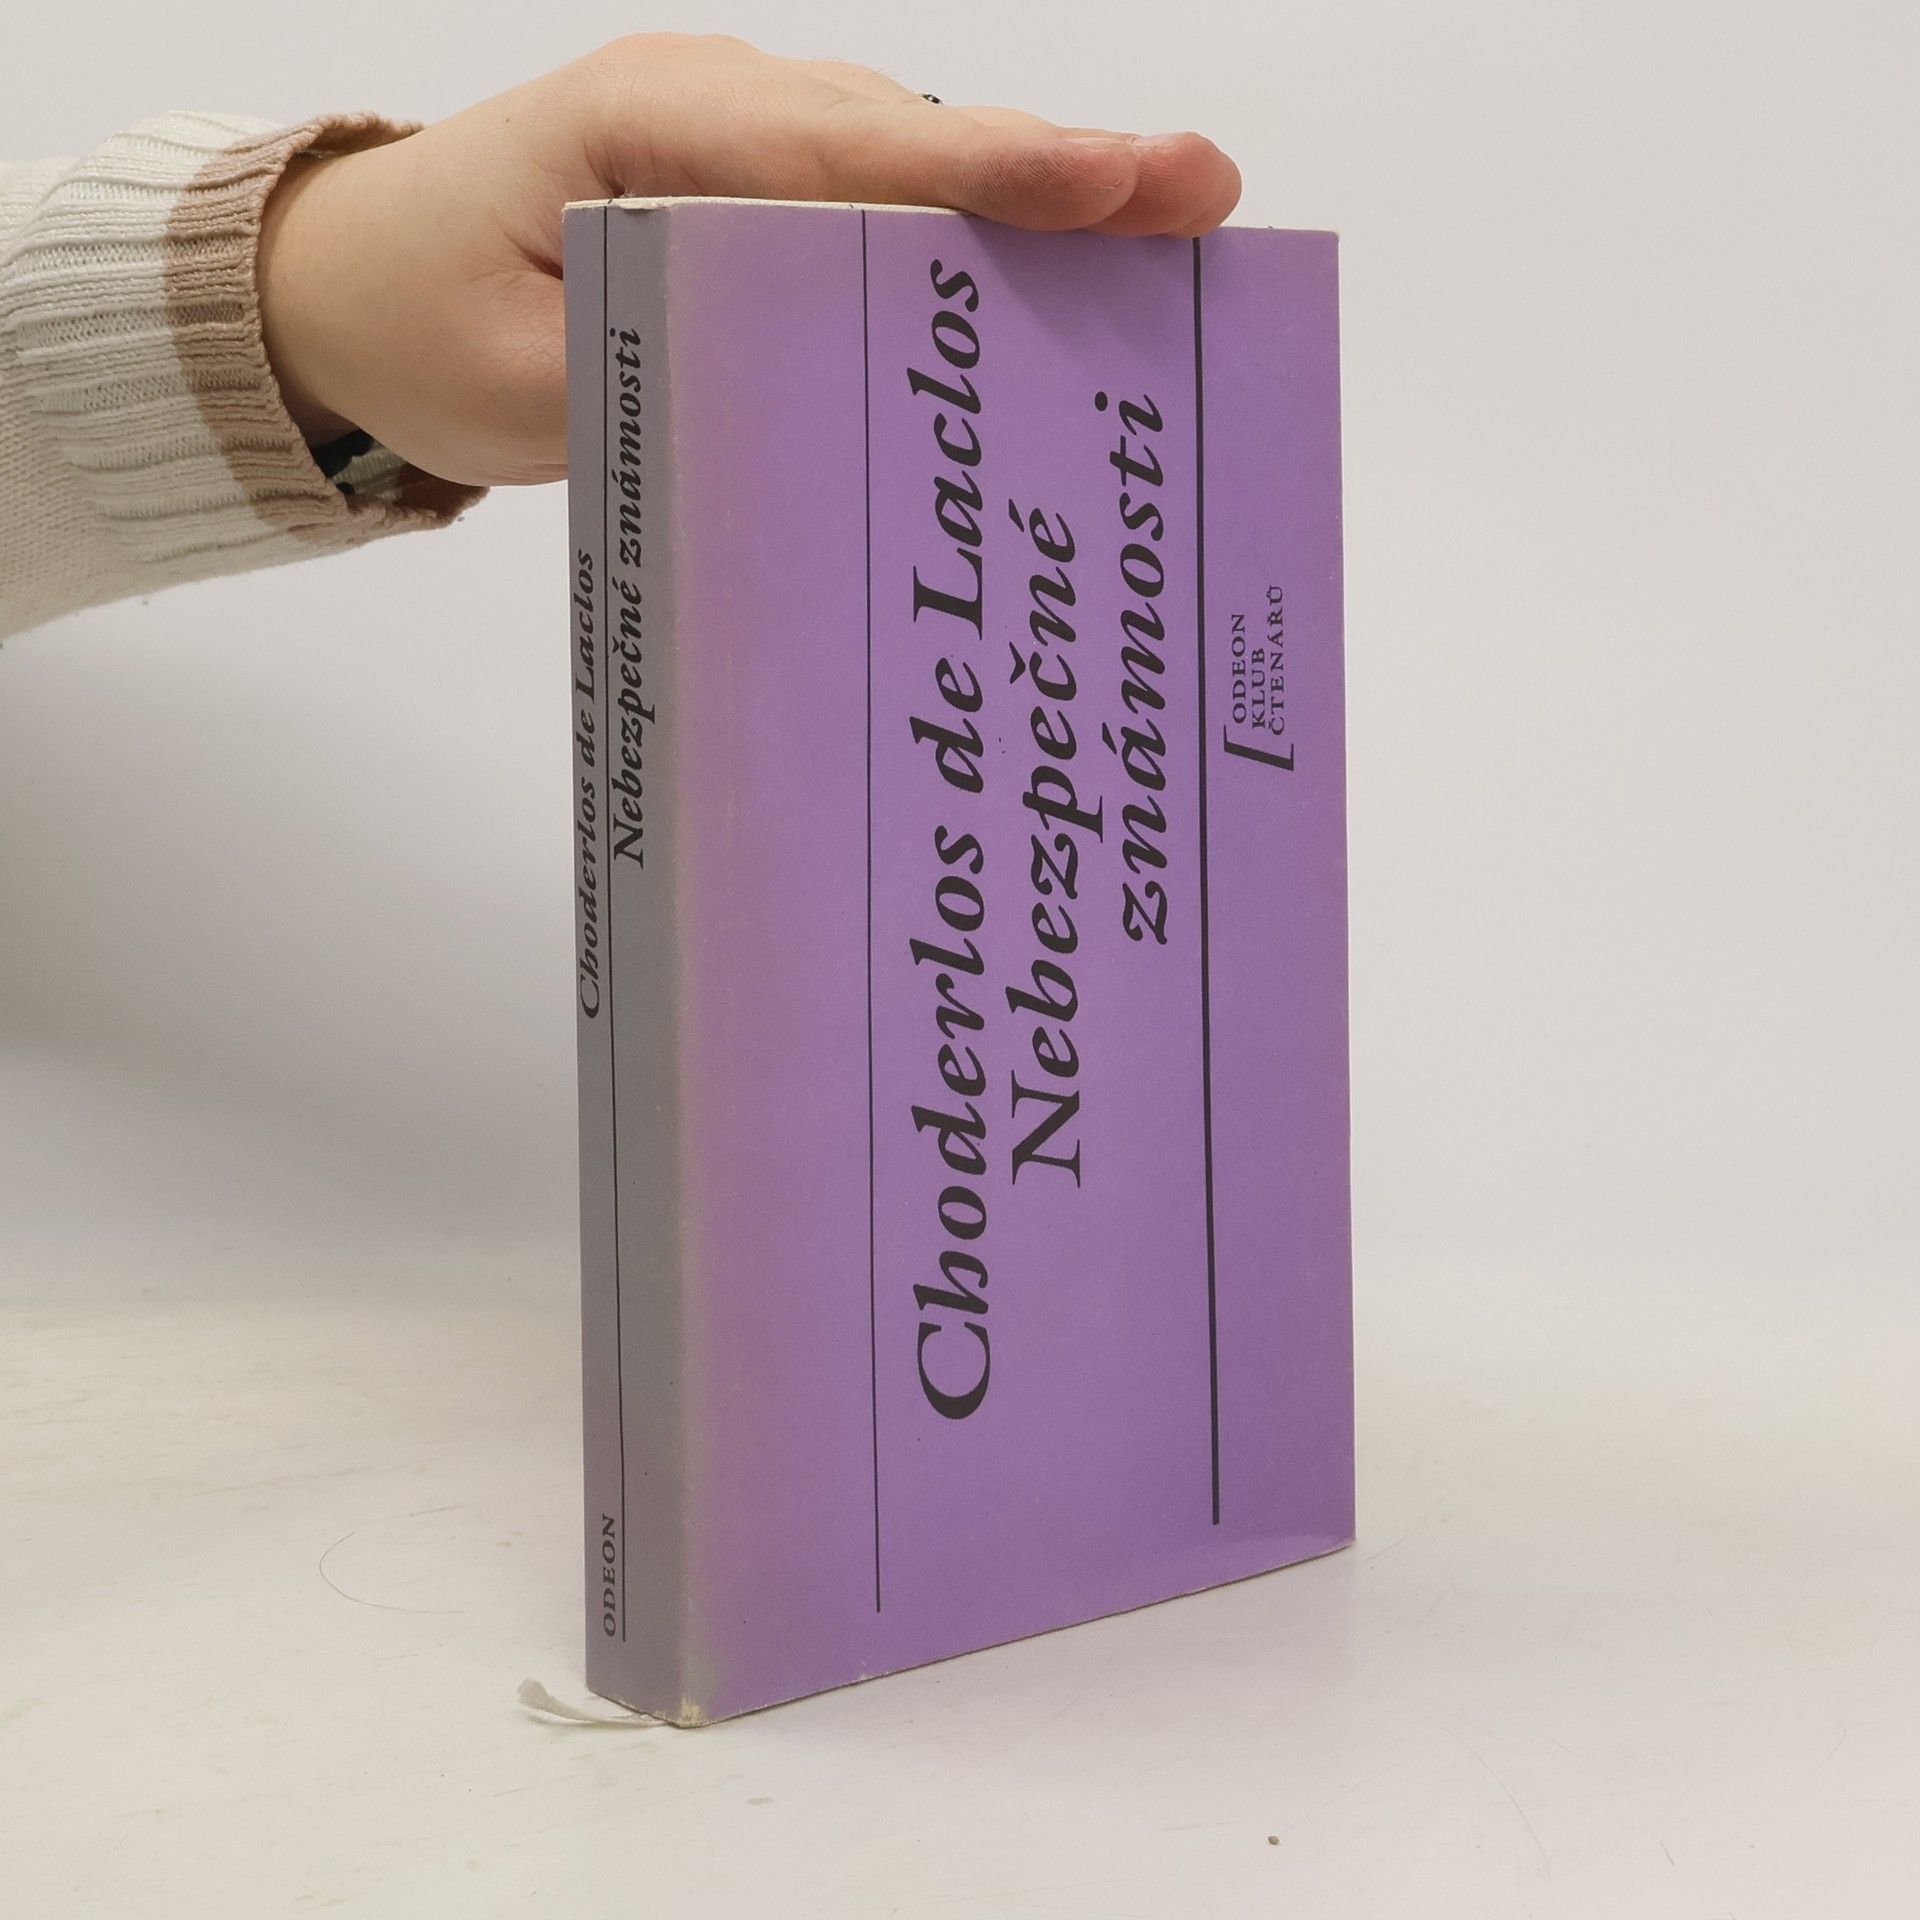 Choderlos de Laclos
Nebezpečné známosti
ODEON
Choderlos de Laclos
Nebezpečné
známosti
ODEON
KLUB
ČTENÁŘŮ